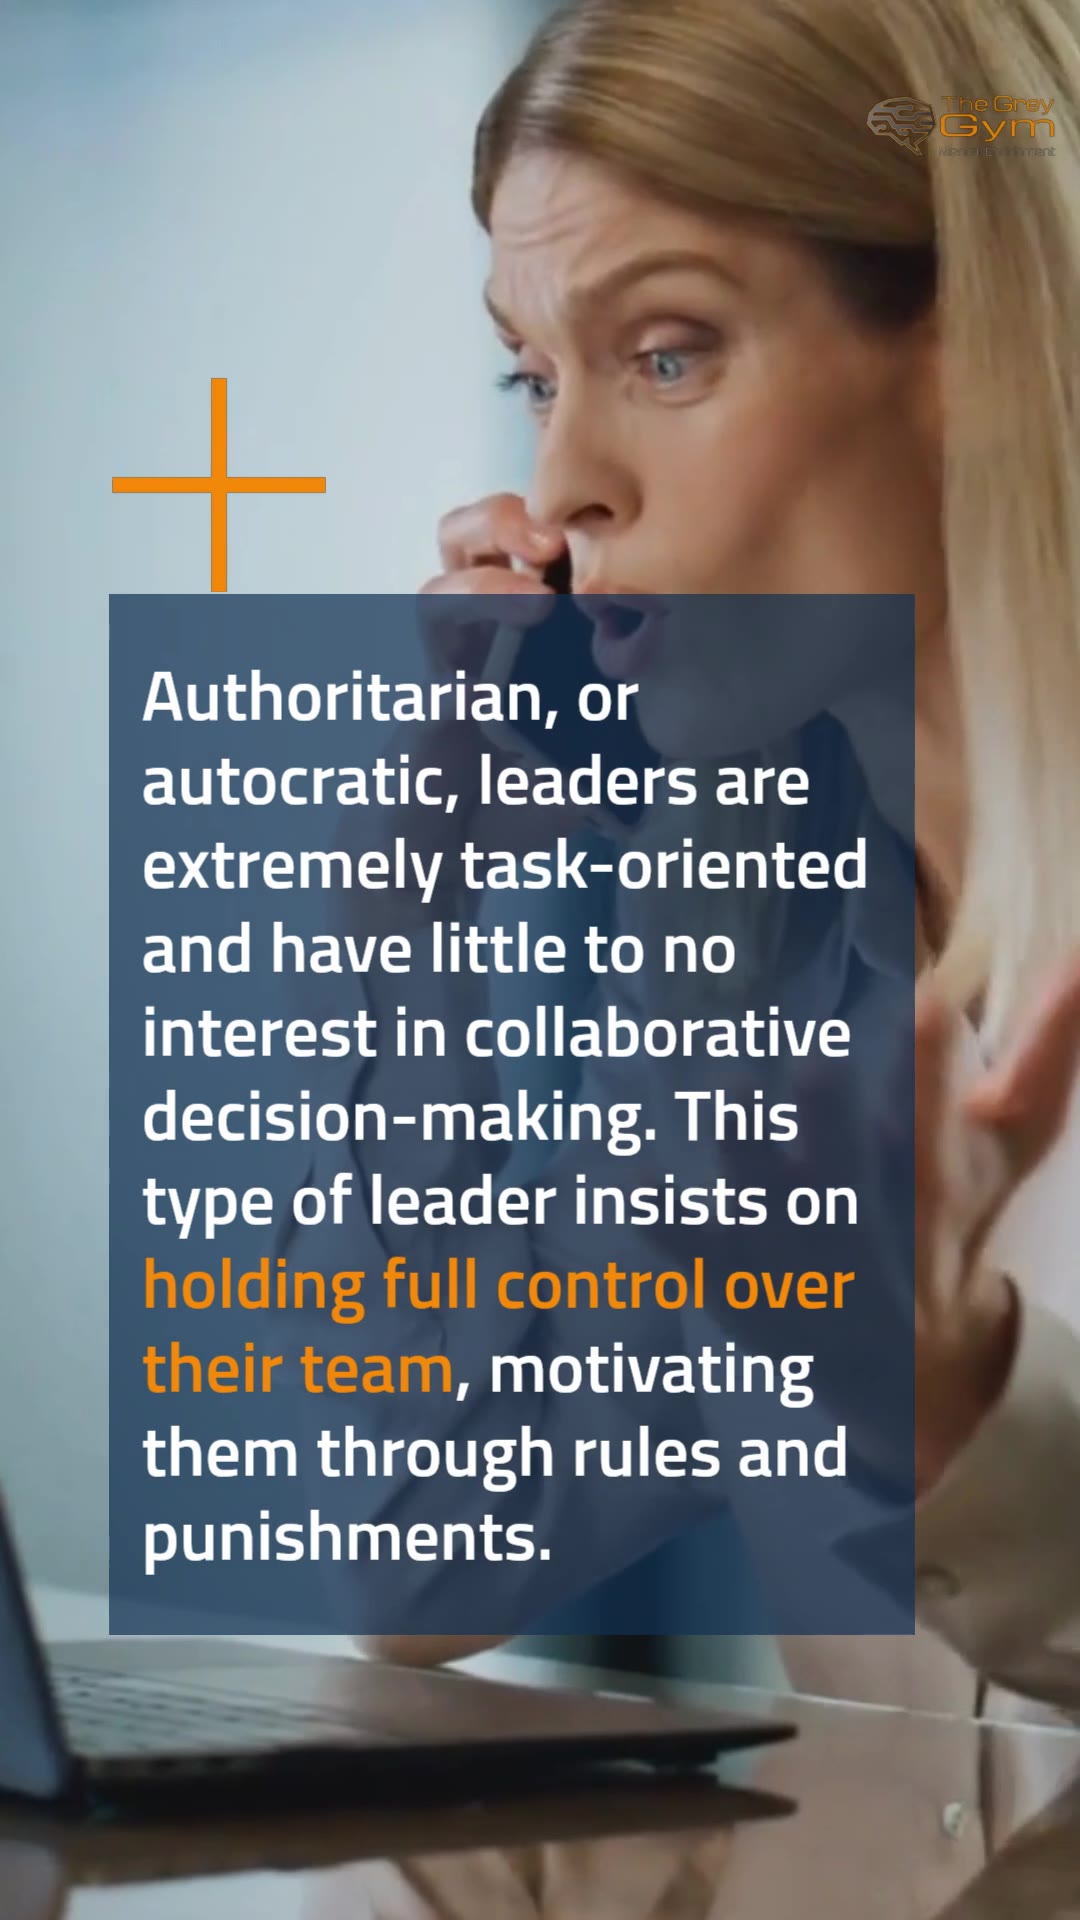 The Grey
Gym
Authoritarian, or
autocratic, leaders are
extremely task-oriented
and have little to no
interest in collaborative
decision-making. This
type of leader insists on
holding full control over
their team, motivating
them through rules and
punishments.